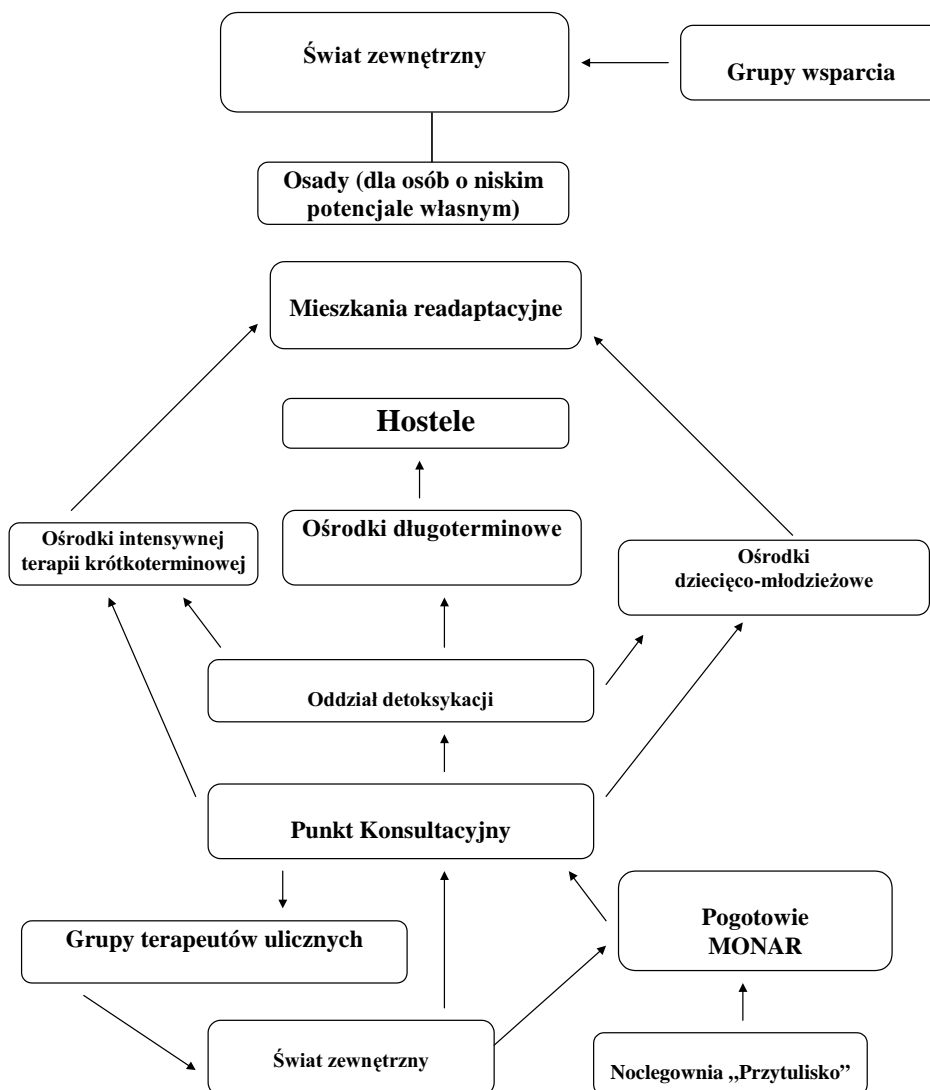 Świat zewnętrzny
Grupy wsparcia
Osady (dla osób o niskim
potencjale własnym)
Mieszkania readaptacyjne
Hostele
Ośrodki długoterminowe
Ośrodki intensywnej
terapii krótkoterminowej
Ośrodki
dziecięco-młodzieżowe
Oddział detoksykacji
Punkt Konsultacyjny
Grupy terapeutów ulicznych
Pogotowie
MONAR
Świat zewnętrzny
Noclegownia „Przytulisko”